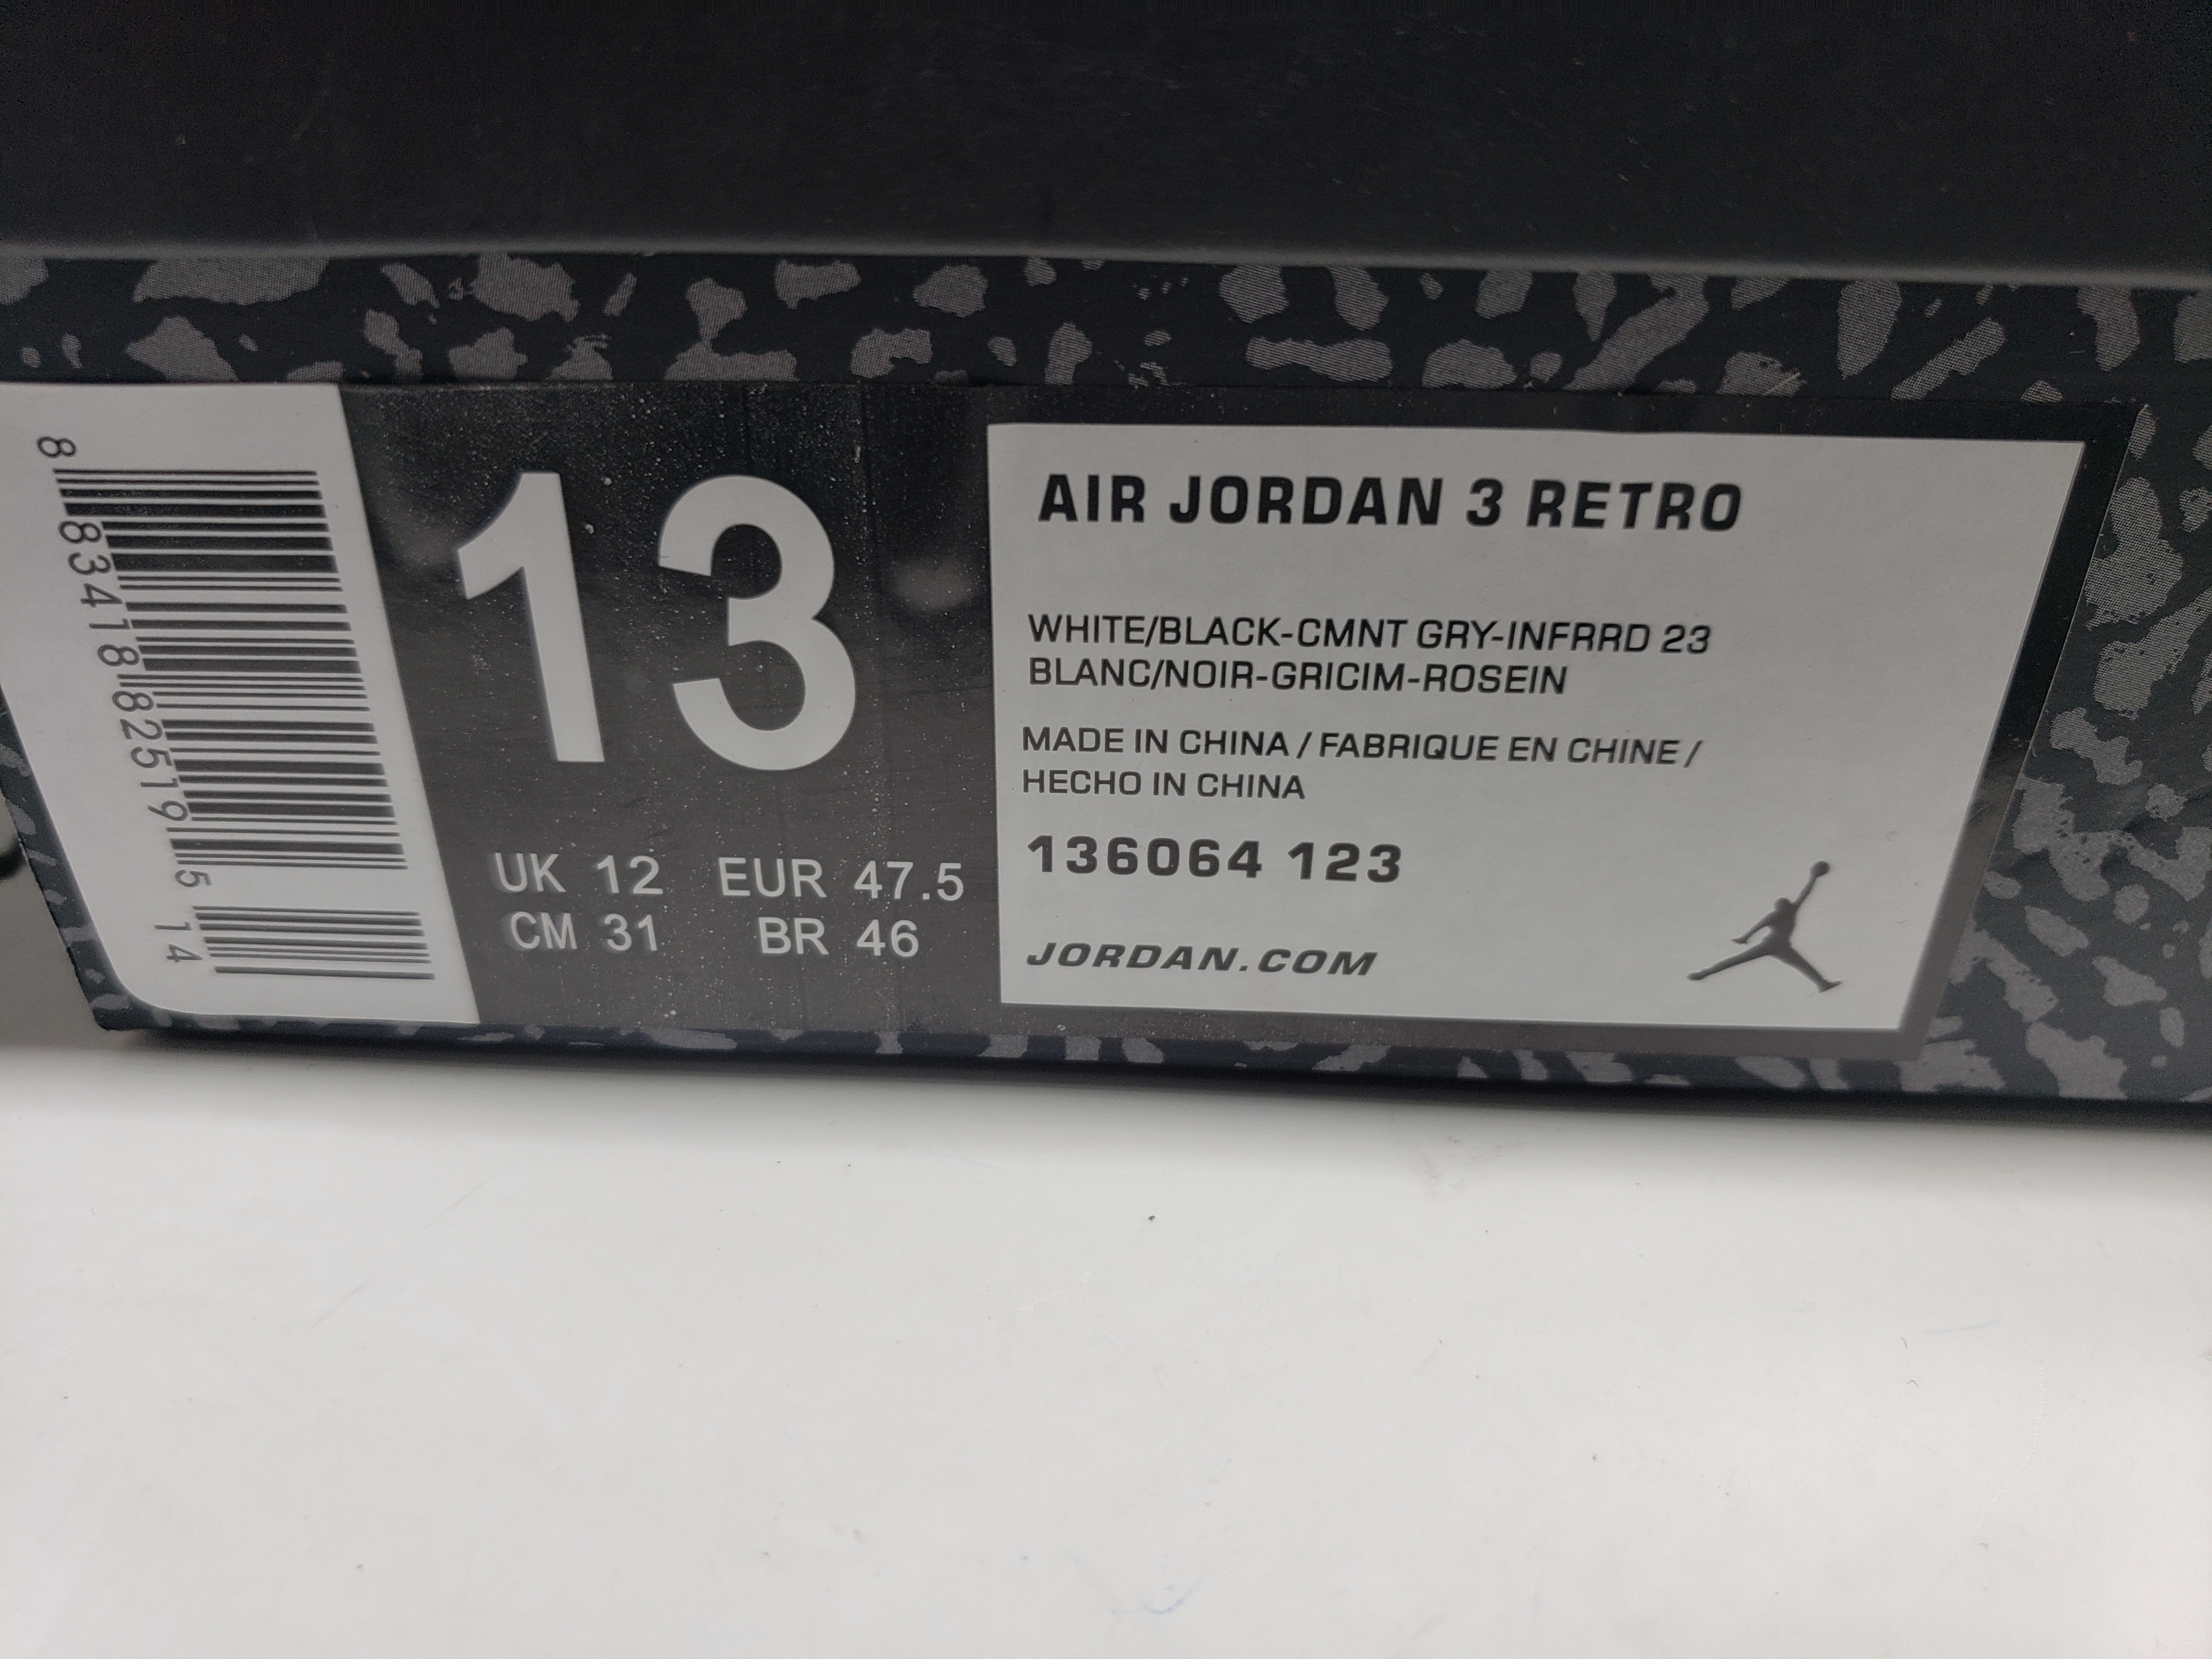 8 83418 82519 5 14
13
UK 12 EUR 47.5
CM 31 BR 46
AIR JORDAN 3 RETRO
WHITE/BLACK-CMNT GRY-INFRRD 23
BLANC/NOIR-GRICIM-ROSEIN
MADE IN CHINA / FABRIQUE EN CHINE /
HECHO IN CHINA
136064 123
JORDAN.COM